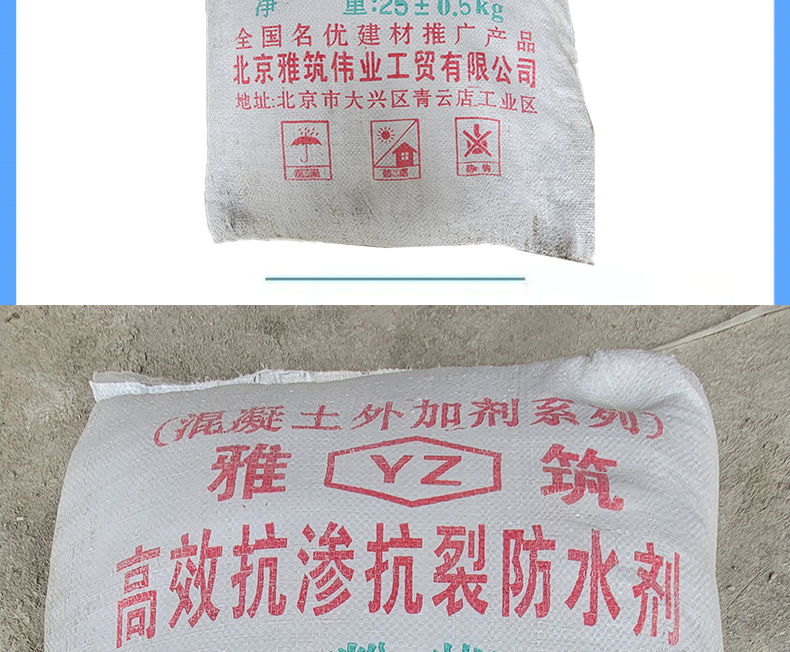 净 重:25±0.5kg
全国名优建材推广产品
北京雅筑伟业工贸有限公司
地址:北京市大兴区青云店工业区
(混凝土外加剂系列)
雅 YZ 筑
高效抗渗抗裂防水剂